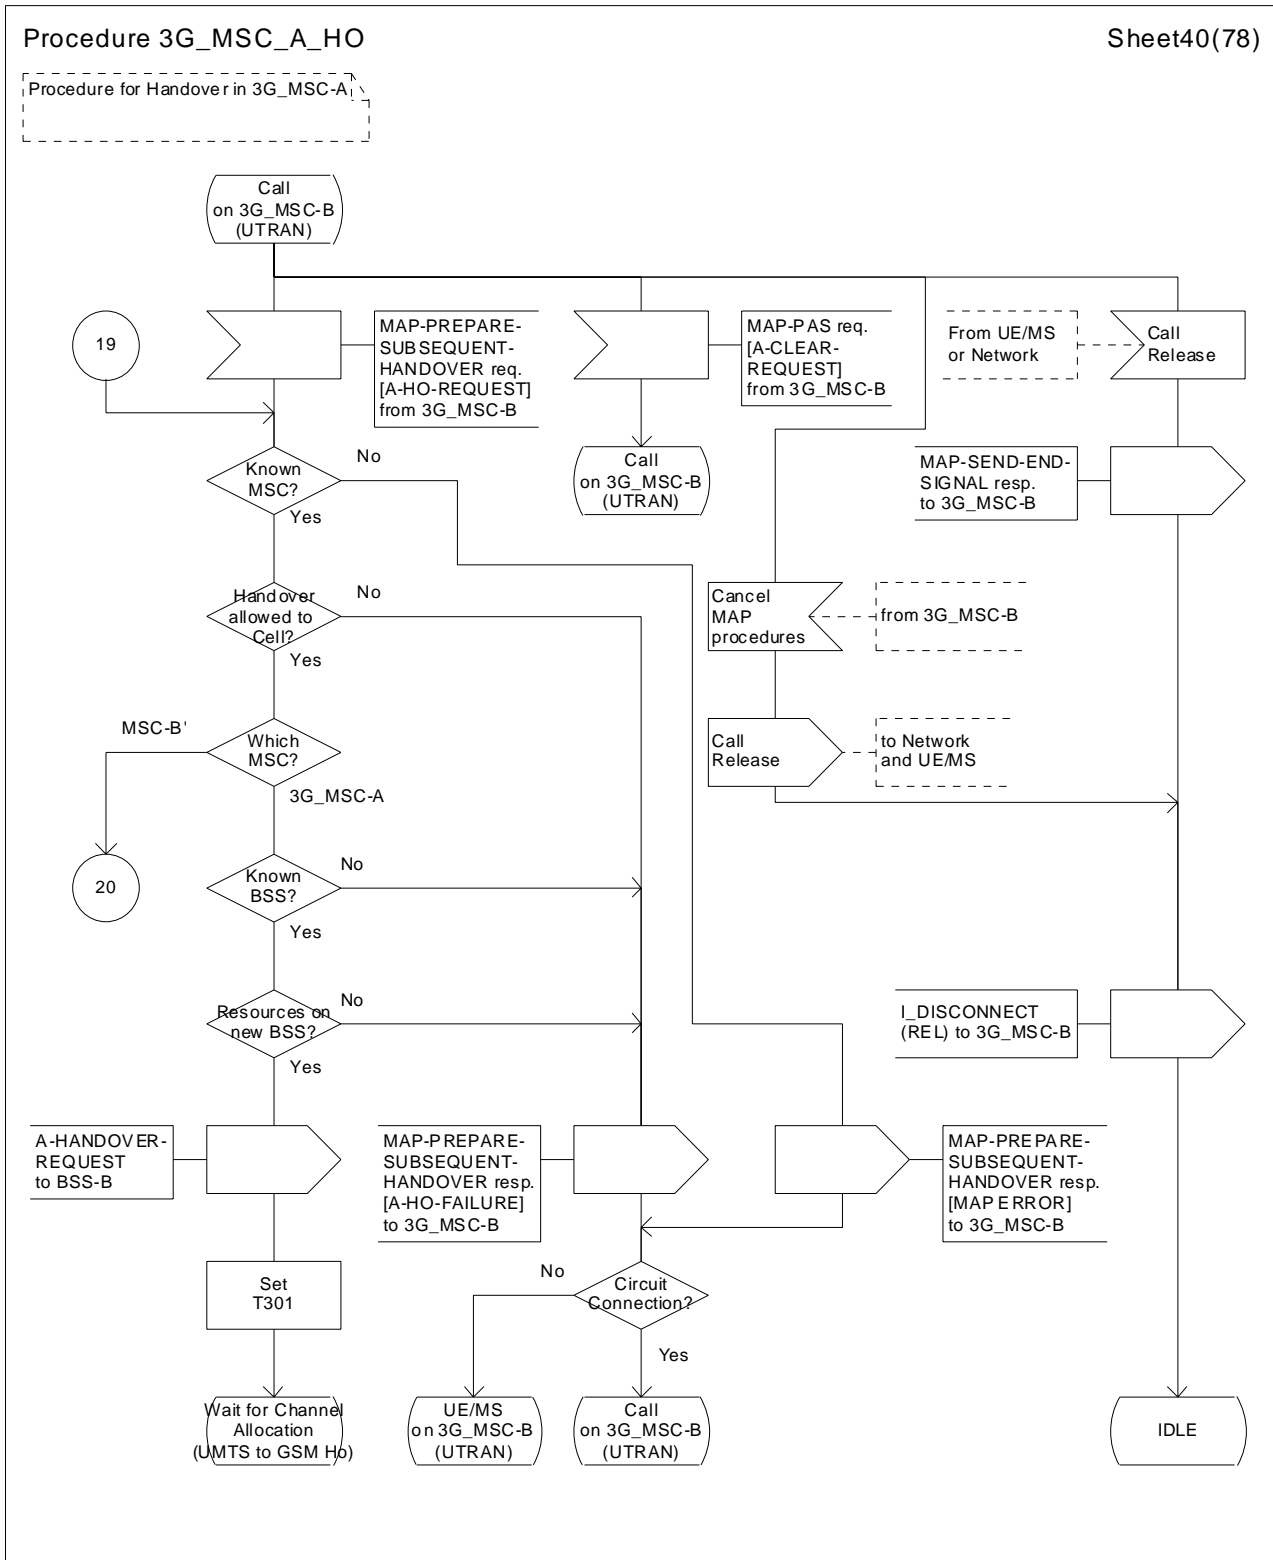 Procedure 3G_MSC_A_HO
Sheet40(78)
Procedure for Handover in 3G_MSC-A
Call
on 3G_MSC-B
(UTRAN)
19
MAP-PREPARE-
SUBSEQUENT-
HANDOVER req.
[A-HO-REQUEST]
from 3G_MSC-B
MAP-PAS req.
[A-CLEAR-
REQUEST]
from 3G_MSC-B
From UE/MS
or Network
Call
Release
Known
MSC?
No
Yes
Call
on 3G_MSC-B
(UTRAN)
MAP-SEND-END-
SIGNAL resp.
to 3G_MSC-B
Handover
allowed to
Cell?
No
Yes
Cancel
MAP
procedures
from 3G_MSC-B
MSC-B'
Which
MSC?
3G_MSC-A
Call
Release
to Network
and UE/MS
20
Known
BSS?
No
Yes
Resources on
new BSS?
No
Yes
I_DISCONNECT
(REL) to 3G_MSC-B
A-HANDOVER-
REQUEST
to BSS-B
MAP-PREPARE-
SUBSEQUENT-
HANDOVER resp.
[A-HO-FAILURE]
to 3G_MSC-B
MAP-PREPARE-
SUBSEQUENT-
HANDOVER resp.
[MAP ERROR]
to 3G_MSC-B
Set
T301
No
Circuit
Connection?
Yes
Wait for Channel
Allocation
(UMTS to GSM Ho)
UE/MS
on 3G_MSC-B
(UTRAN)
Call
on 3G_MSC-B
(UTRAN)
IDLE